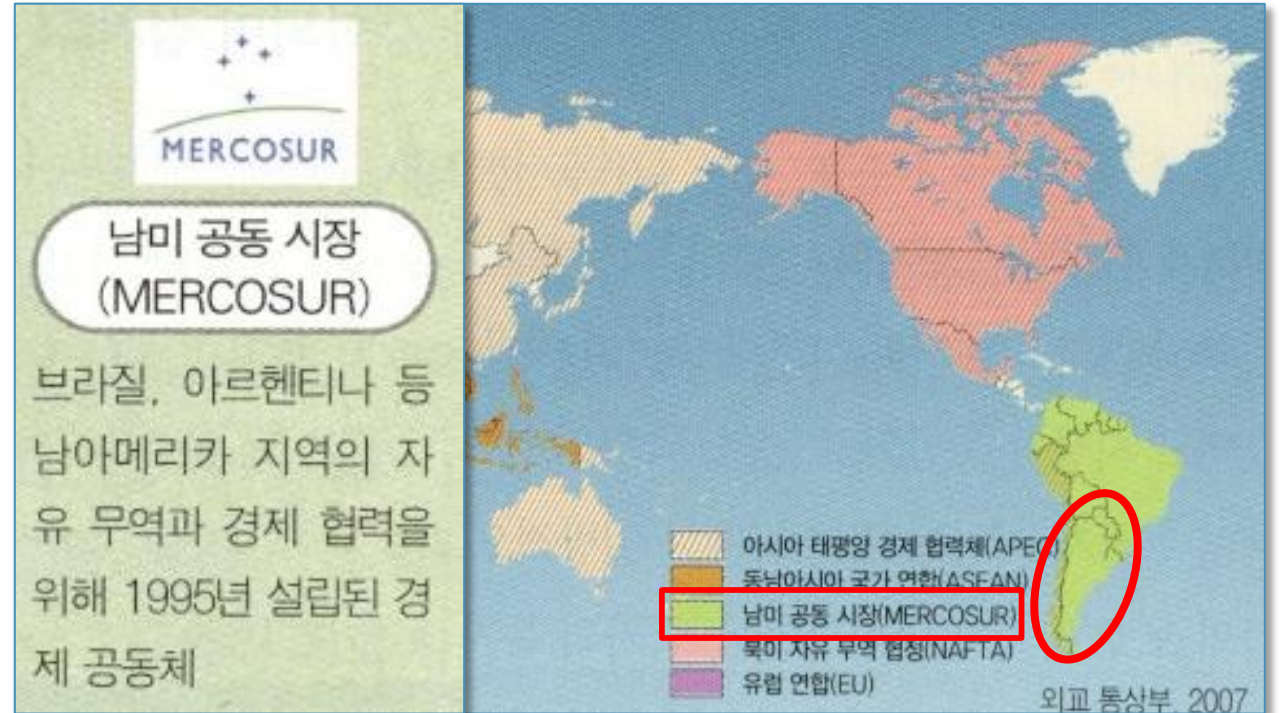 MERCOSUR
남미 공동 시장
(MERCOSUR)
브라질, 아르헨티나 등
남아메리카 지역의 자
유 무역과 경제 협력을
위해 1995년 설립된 경
제 공동체
아시아 태평양 경제 협력체(APEC)
동남아시아 국가 연합(ASEAN)
남미 공동 시장(MERCOSUR)
북미 자유 무역 협정(NAFTA)
유럽 연합(EU)
외교 통상부, 2007